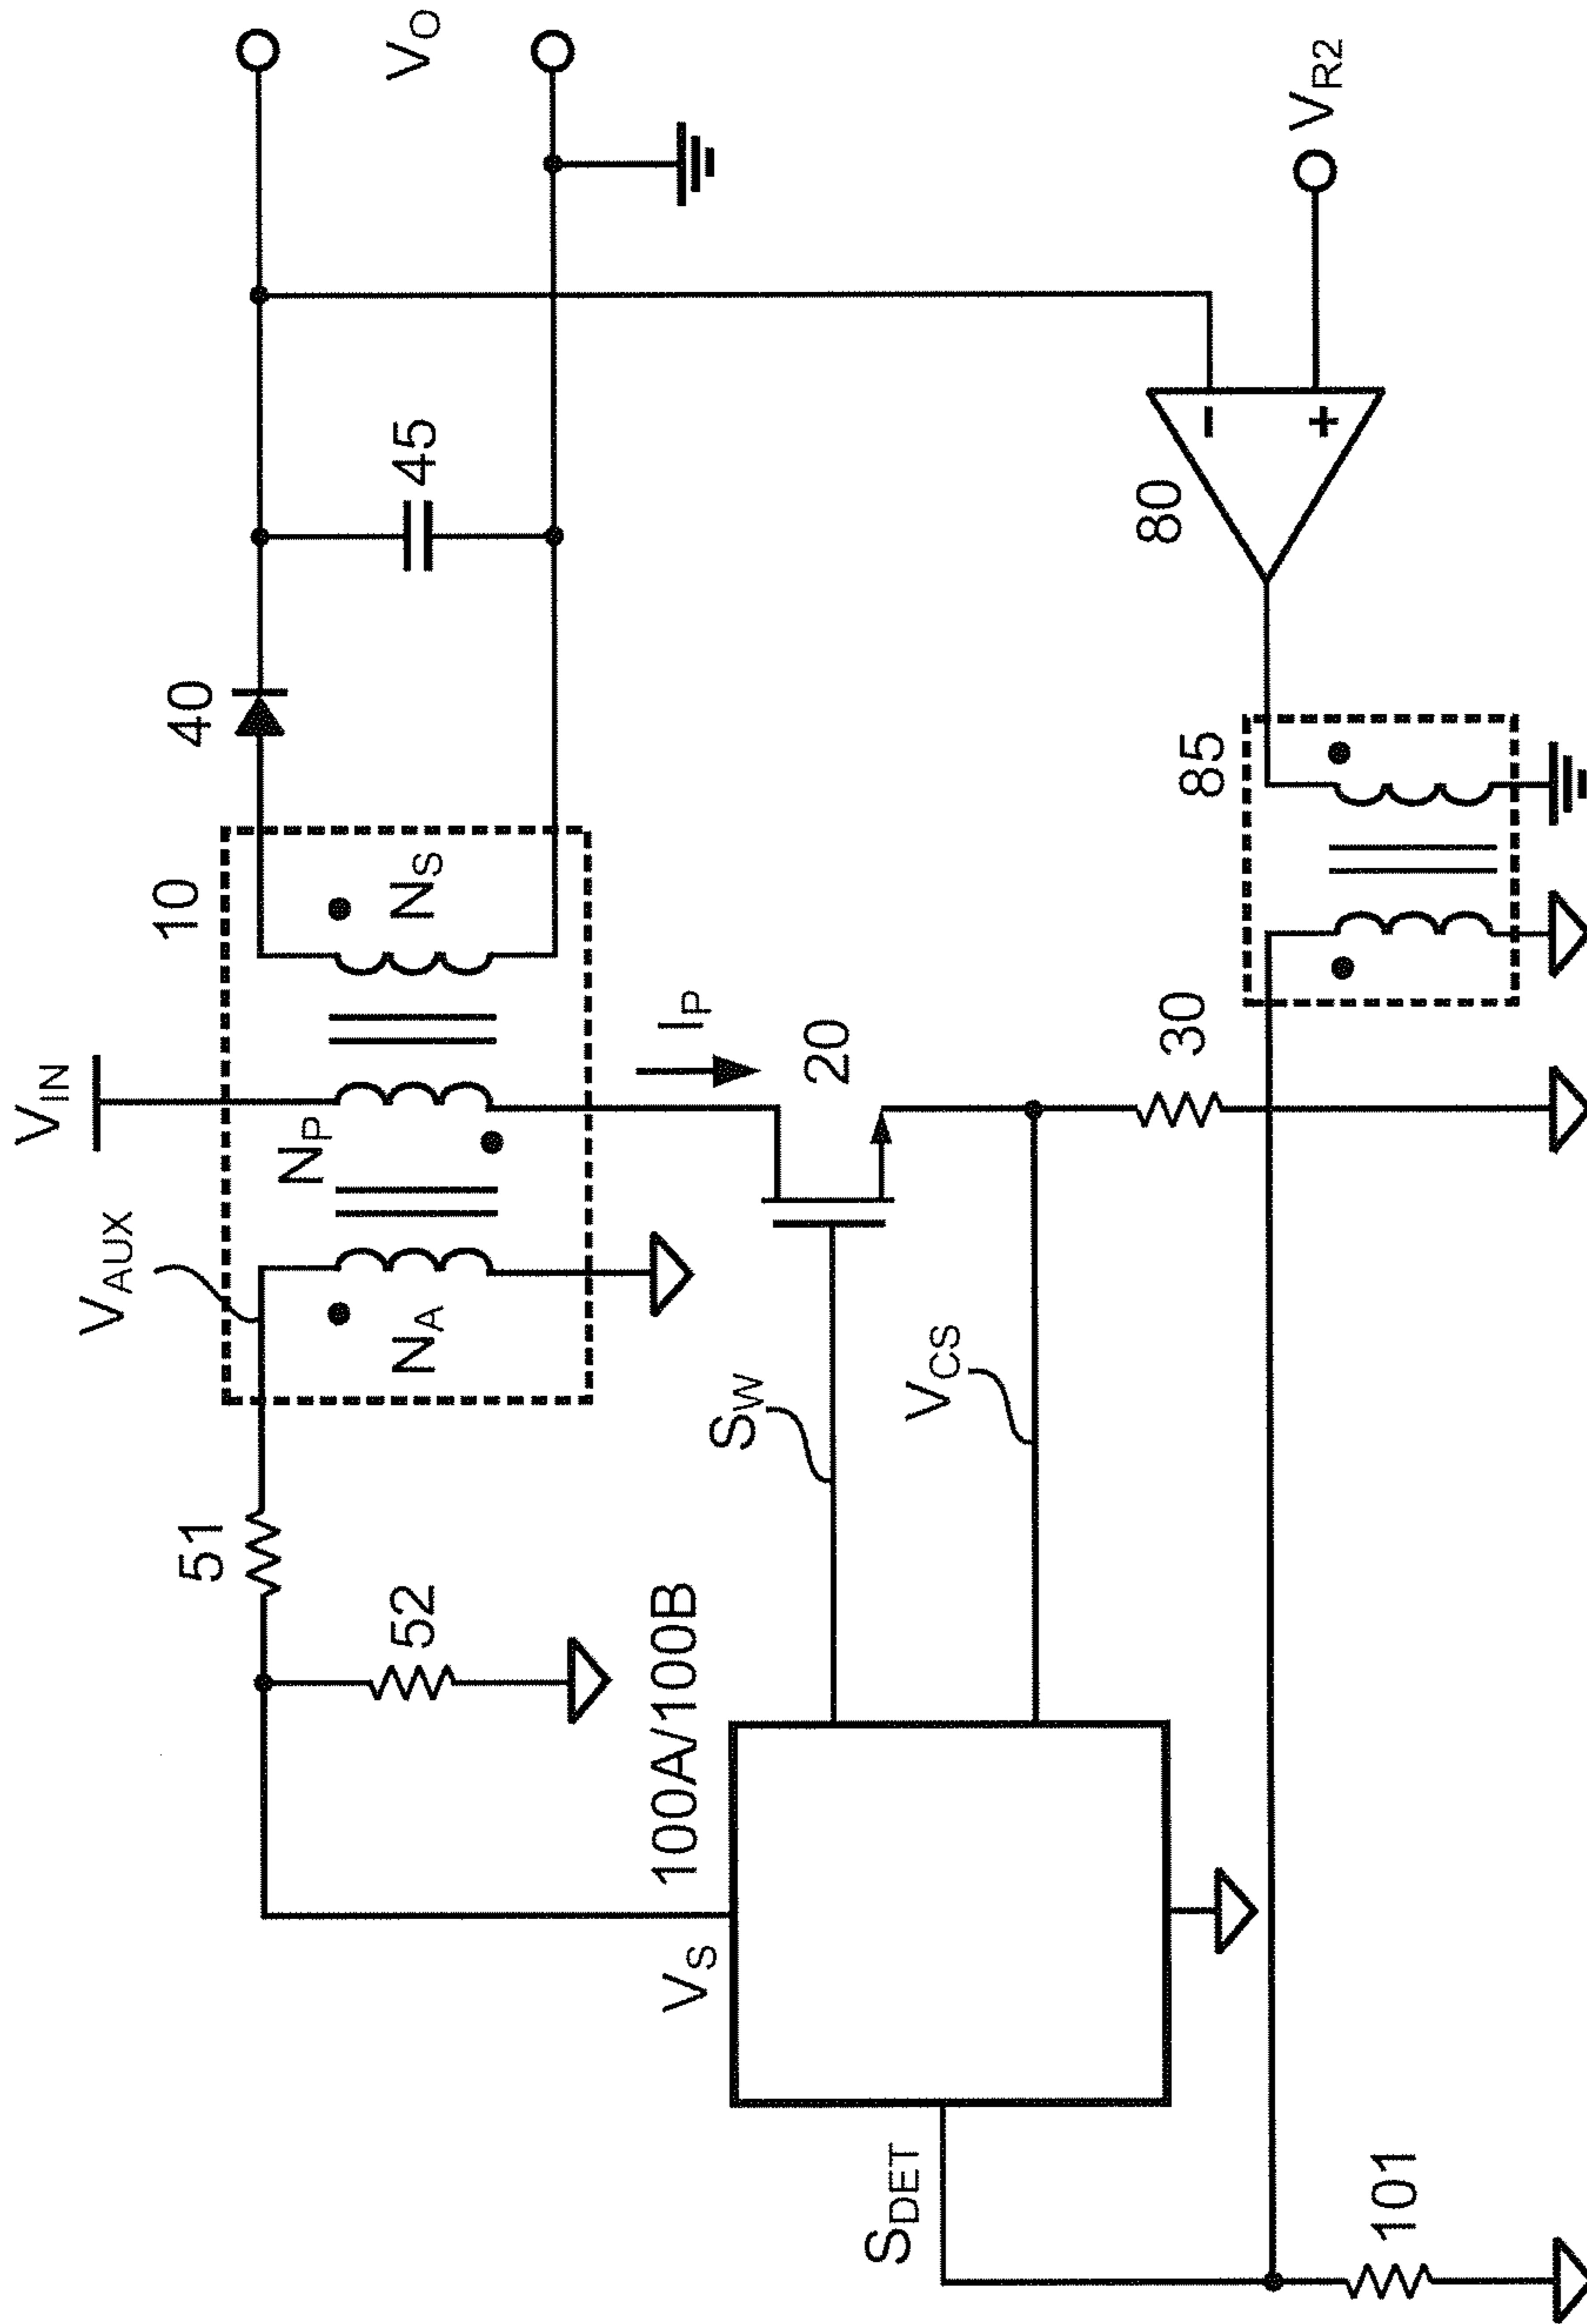 V_IN
V_AUX
10
40
N_P
N_A
N_S
V_O
51
52
45
I_P
20
100A/100B
S_W
V_S
V_CS
30
80
85
V_R2
S_DET
101
−
+